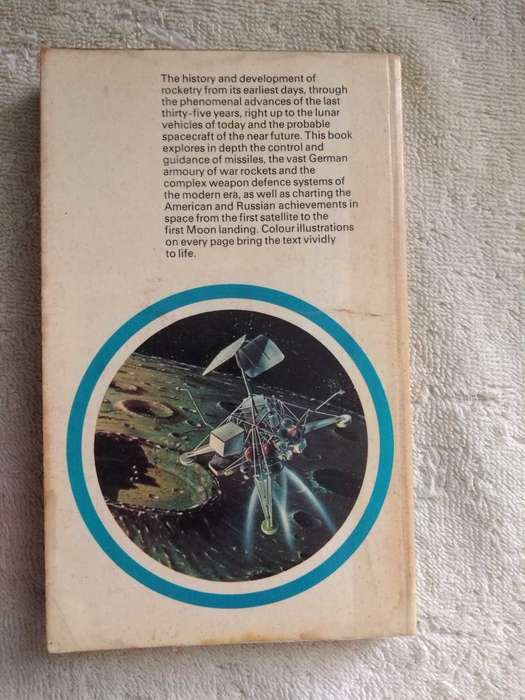 The history and development of
rocketry from its earliest days, through
the phenomenal advances of the last
thirty-five years, right up to the lunar
vehicles of today and the probable
spacecraft of the near future. This book
explores in depth the control and
guidance of missiles, the vast German
armoury of war rockets and the
complex weapon defence systems of
the modern era, as well as charting the
American and Russian achievements in
space from the first satellite to the
first Moon landing. Colour illustrations
on every page bring the text vividly
to life.